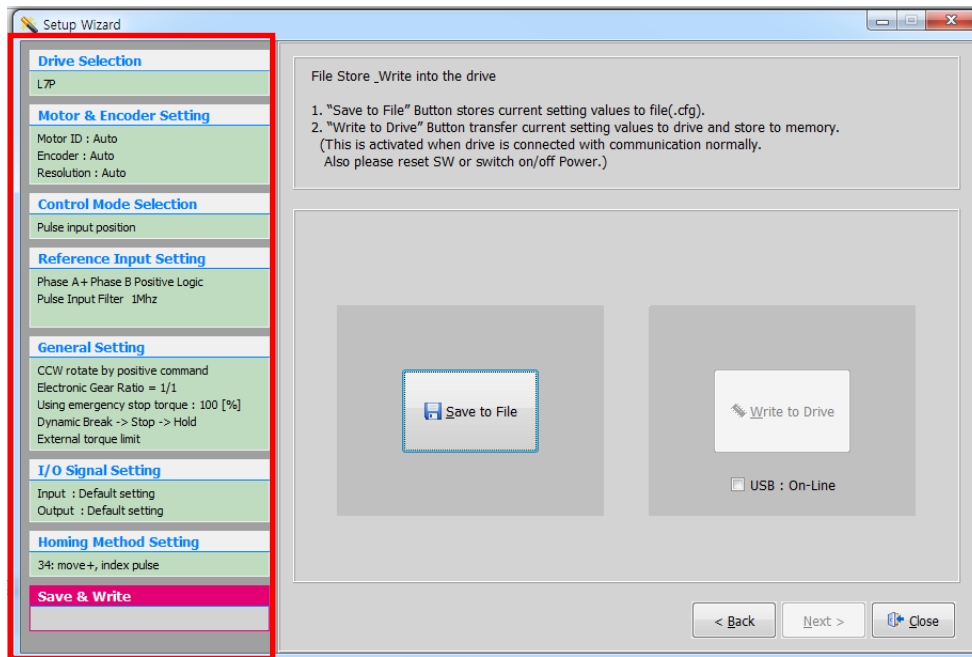 Setup Wizard
Drive Selection
L7P
Motor & Encoder Setting
Motor ID : Auto
Encoder : Auto
Resolution : Auto
Control Mode Selection
Pulse input position
Reference Input Setting
Phase A+Phase B Positive Logic
Pulse Input Filter 1Mhz
General Setting
CCW rotate by positive command
Electronic Gear Ratio = 1/1
Using emergency stop torque : 100 [%]
Dynamic Break -> Stop -> Hold
External torque limit
I/O Signal Setting
Input : Default setting
Output : Default setting
Homing Method Setting
34: move+, index pulse
Save & Write
File Store _Write into the drive
1. "Save to File" Button stores current setting values to file(.cfg).
2. "Write to Drive" Button transfer current setting values to drive and store to memory.
(This is activated when drive is connected with communication normally.
Also please reset SW or switch on/off Power.)
Save to File
Write to Drive
USB : On-Line
< Back
Next >
Close